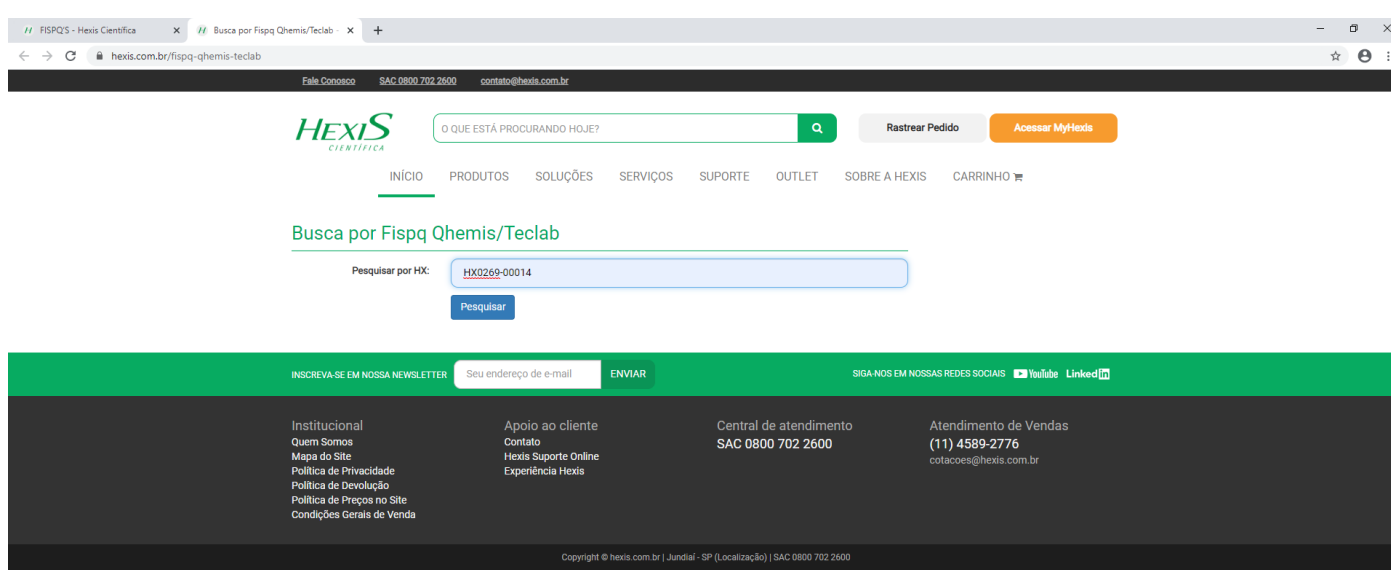 FISPQ'S - Hexis Científica
Busca por Fispq Qhemis/Teclab -
hexis.com.br/fispq-qhemis-teclab
Fale Conosco SAC 0800 702 2600 contato@hexis.com.br
HEXIS
CIENTÍFICA
O QUE ESTÁ PROCURANDO HOJE?
Rastrear Pedido
Acessar MyHexis
INÍCIO PRODUTOS SOLUÇÕES SERVIÇOS SUPORTE OUTLET SOBRE A HEXIS CARRINHO
Busca por Fispq Qhemis/Teclab
Pesquisar por HX: HX0269-00014
Pesquisar
INSCREVA-SE EM NOSSA NEWSLETTER Seu endereço de e-mail ENVIAR
SIGA-NOS EM NOSSAS REDES SOCIAIS YouTube Linked in
Institucional
Quem Somos
Mapa do Site
Política de Privacidade
Política de Devolução
Política de Preços no Site
Condições Gerais de Venda
Apoio ao cliente
Contato
Hexis Suporte Online
Experiência Hexis
Central de atendimento
SAC 0800 702 2600
Atendimento de Vendas
(11) 4589-2776
cotacoes@hexis.com.br
Copyright © hexis.com.br | Jundiaí - SP (Localização) | SAC 0800 702 2600